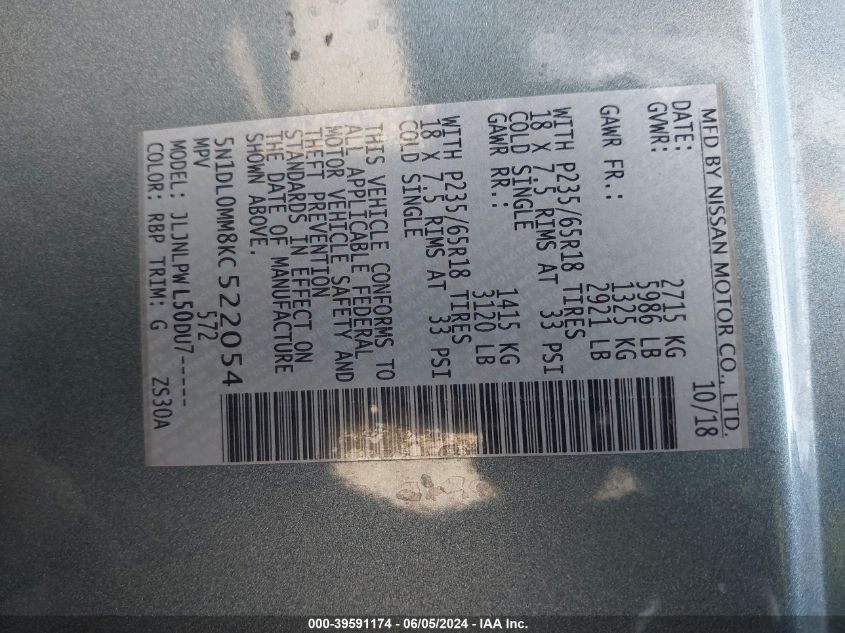 MFD BY NISSAN MOTOR CO., LTD.
DATE: 10/18
GVWR: 2715 KG
5986 LB
GAWR FR.: 1325 KG
2921 LB
WITH P235/65R18 TIRES
18 X 7.5 RIMS AT 33 PSI
COLD SINGLE
GAWR RR.: 1415 KG
3120 LB
WITH P235/65R18 TIRES
18 X 7.5 RIMS AT 33 PSI
COLD SINGLE
THIS VEHICLE CONFORMS TO
ALL APPLICABLE FEDERAL
MOTOR VEHICLE SAFETY AND
THEFT PREVENTION
STANDARDS IN EFFECT ON
THE DATE OF MANUFACTURE
SHOWN ABOVE.
5N1DL0MM8KC522054
MPV 572
MODEL: JLJNLPWL50DU7-----
COLOR: RBP TRIM: G ZS30A
000-39591174 - 06/05/2024 - IAA Inc.